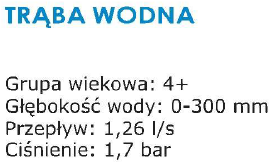 TRĄBA WODNA
Grupa wiekowa: 4+
Głębokość wody: 0-300 mm
Przepływ: 1,26 l/s
Ciśnienie: 1,7 bar